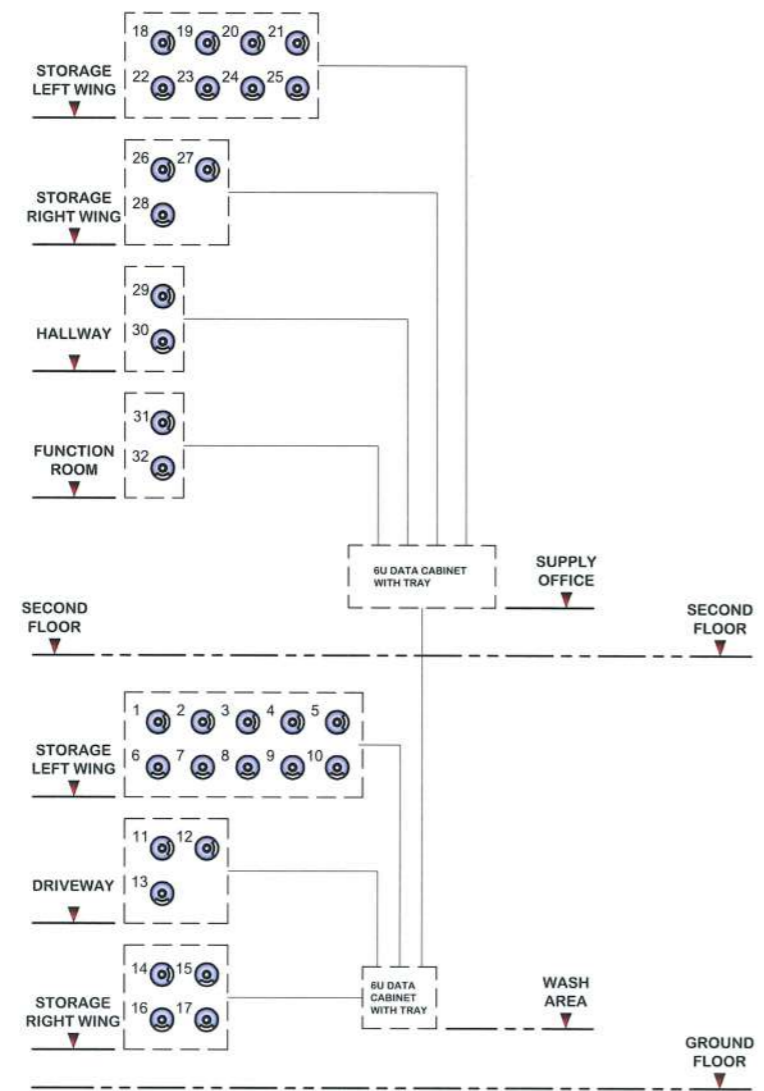 18 19 20 21
STORAGE
LEFT WING
22 23 24 25
26 27
STORAGE
RIGHT WING
28
29
HALLWAY
30
31
FUNCTION
ROOM
32
6U DATA CABINET
WITH TRAY
SUPPLY
OFFICE
SECOND
FLOOR
SECOND
FLOOR
1 2 3 4 5
STORAGE
LEFT WING
6 7 8 9 10
11 12
DRIVEWAY
13
14 15
STORAGE
RIGHT WING
16 17
6U DATA
CABINET
WITH TRAY
WASH
AREA
GROUND
FLOOR